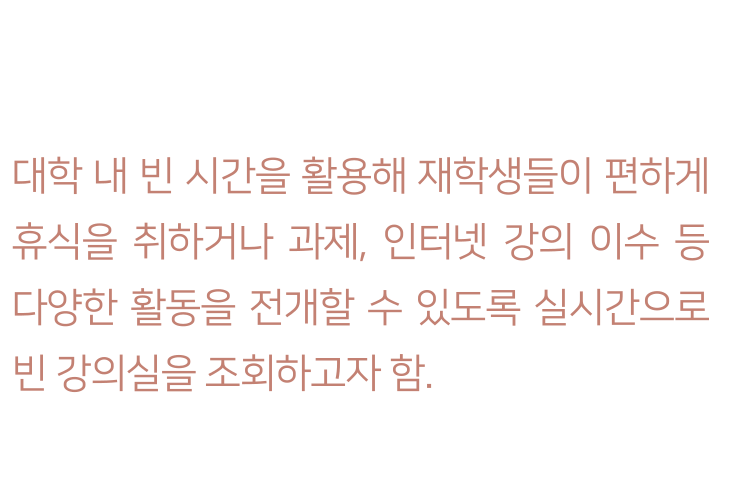 대학 내 빈 시간을 활용해 재학생들이 편하게
휴식을 취하거나 과제, 인터넷 강의 이수 등
다양한 활동을 전개할 수 있도록 실시간으로
빈 강의실을 조회하고자 함.